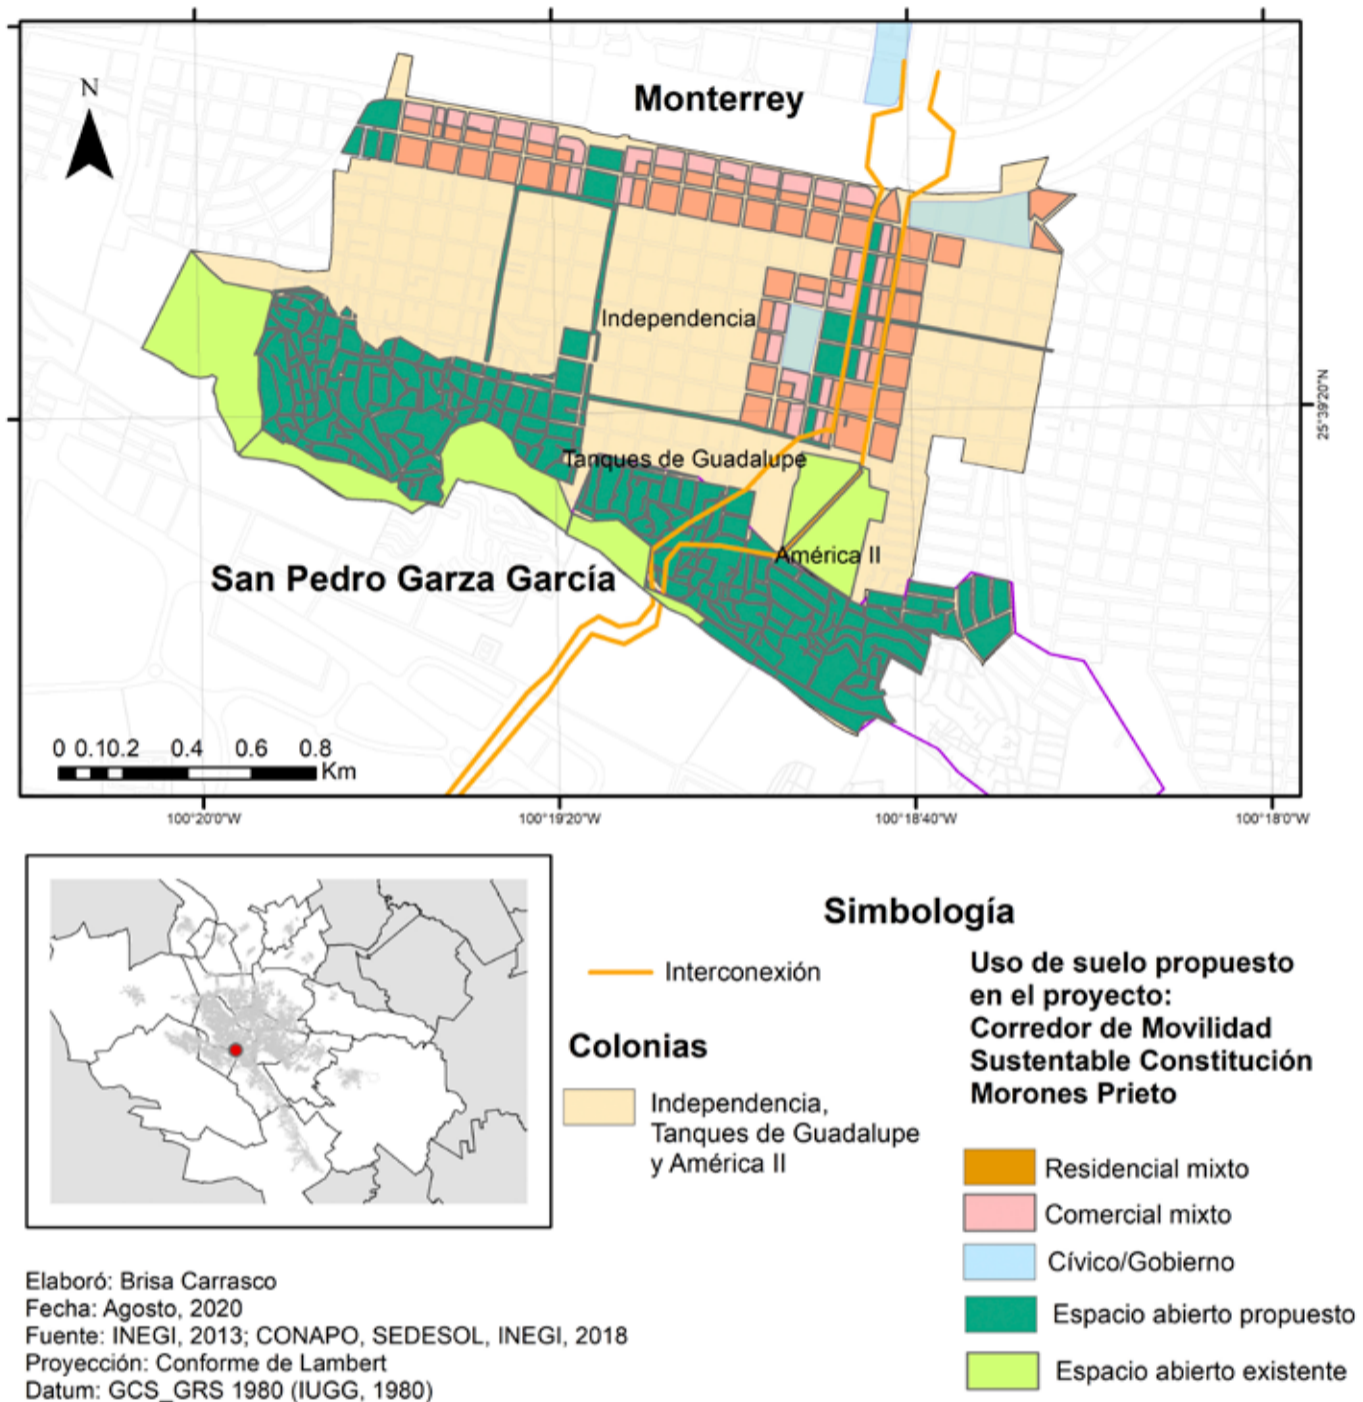 N
Monterrey
Independencia
25°39'20"N
Tanques de Guadalupe
América II
San Pedro Garza García
0 0.10.2 0.4 0.6 0.8
Km
100°20'0"W 100°19'20"W 100°18'40"W 100°18'0"W
Simbología
Interconexión
Colonias
Independencia,
Tanques de Guadalupe
y América II
Uso de suelo propuesto
en el proyecto:
Corredor de Movilidad
Sustentable Constitución
Morones Prieto
Residencial mixto
Comercial mixto
Cívico/Gobierno
Espacio abierto propuesto
Espacio abierto existente
Elaboró: Brisa Carrasco
Fecha: Agosto, 2020
Fuente: INEGI, 2013; CONAPO, SEDESOL, INEGI, 2018
Proyección: Conforme de Lambert
Datum: GCS_GRS 1980 (IUGG, 1980)